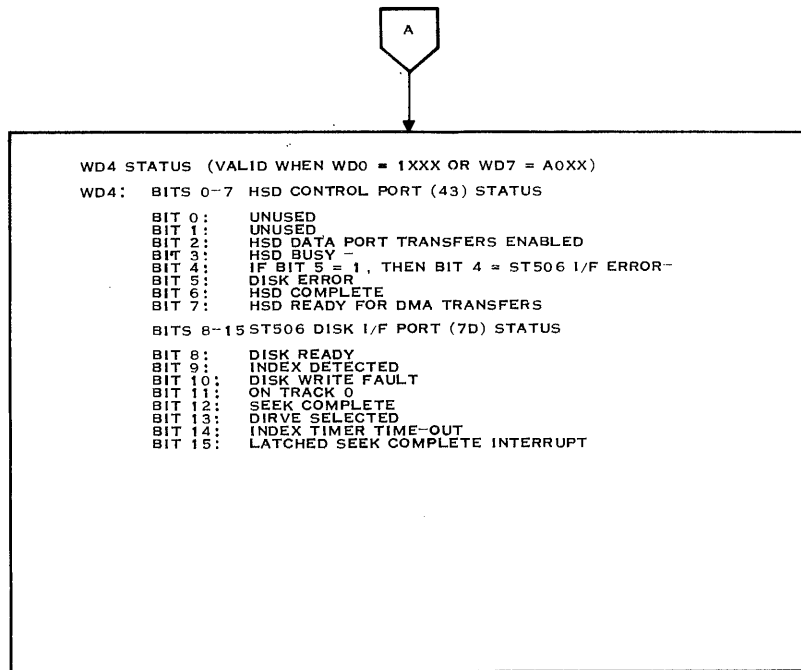 A
WD4 STATUS (VALID WHEN WD0 = 1XXX OR WD7 = A0XX)
WD4: BITS 0-7 HSD CONTROL PORT (43) STATUS
BIT 0: UNUSED
BIT 1: UNUSED
BIT 2: HSD DATA PORT TRANSFERS ENABLED
BIT 3: HSD BUSY -
BIT 4: IF BIT 5 = 1, THEN BIT 4 = ST506 I/F ERROR-
BIT 5: DISK ERROR
BIT 6: HSD COMPLETE
BIT 7: HSD READY FOR DMA TRANSFERS
BITS 8-15 ST506 DISK I/F PORT (7D) STATUS
BIT 8: DISK READY
BIT 9: INDEX DETECTED
BIT 10: DISK WRITE FAULT
BIT 11: ON TRACK 0
BIT 12: SEEK COMPLETE
BIT 13: DIRVE SELECTED
BIT 14: INDEX TIMER TIME-OUT
BIT 15: LATCHED SEEK COMPLETE INTERRUPT